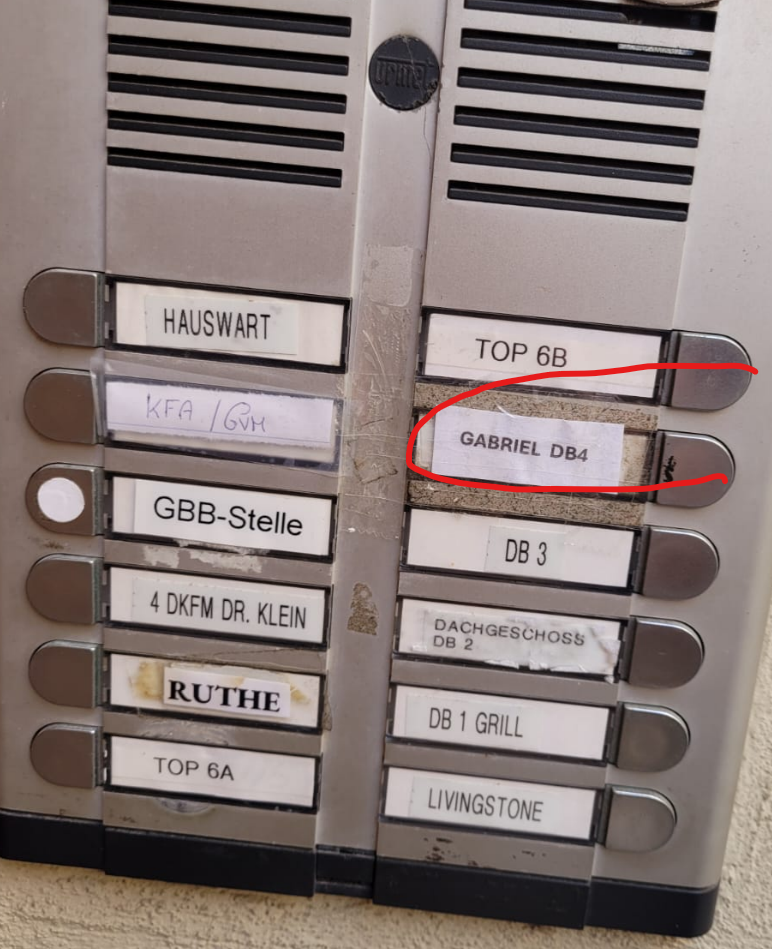 urmet
HAUSWART
KFA / GVM
GBB-Stelle
4 DKFM DR. KLEIN
RUTHE
TOP 6A
TOP 6B
GABRIEL DB4
DB 3
DACHGESCHOSS
DB 2
DB 1 GRILL
LIVINGSTONE